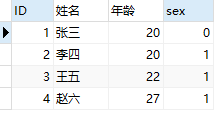 ID 姓名 年龄 sex
1 张三 20 0
2 李四 20 1
3 王五 22 1
4 赵六 27 1